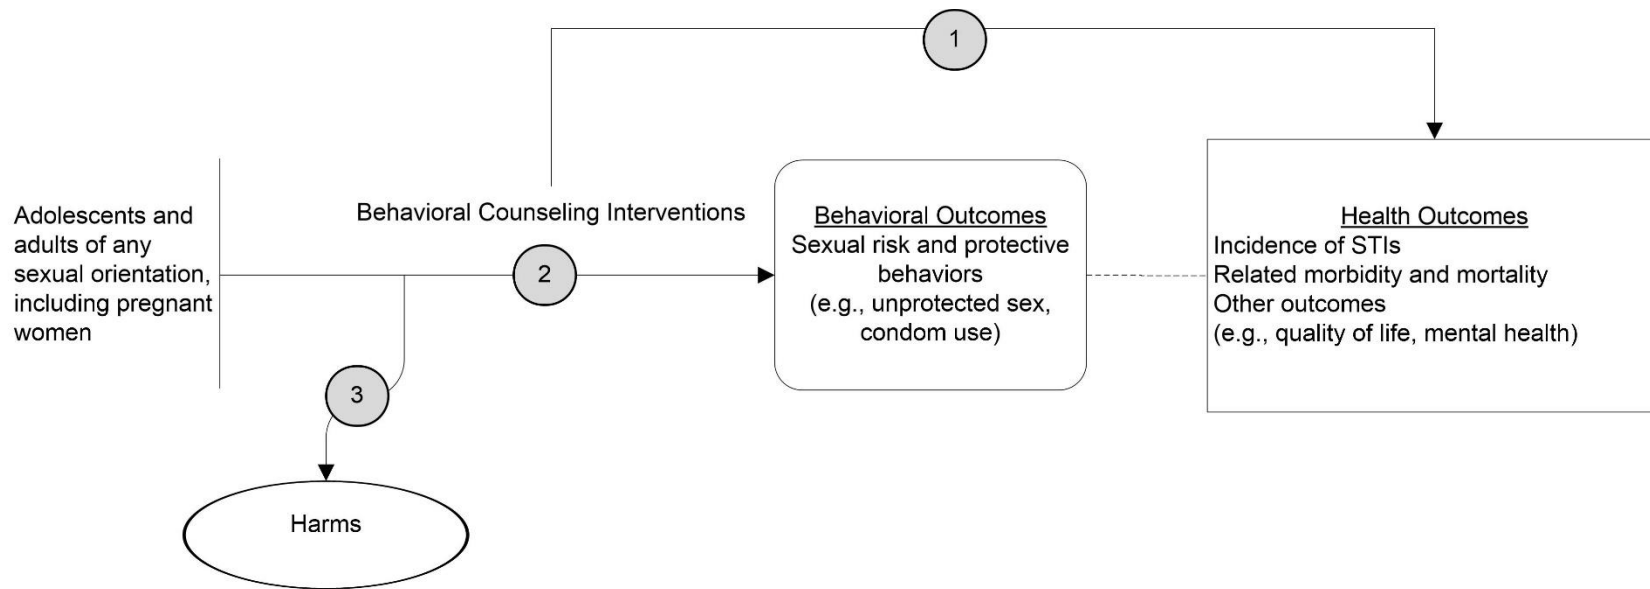 1
Adolescents and
adults of any
sexual orientation,
including pregnant
women
Behavioral Counseling Interventions
2
3
Harms
Behavioral Outcomes
Sexual risk and protective
behaviors
(e.g., unprotected sex,
condom use)
Health Outcomes
Incidence of STIs
Related morbidity and mortality
Other outcomes
(e.g., quality of life, mental health)